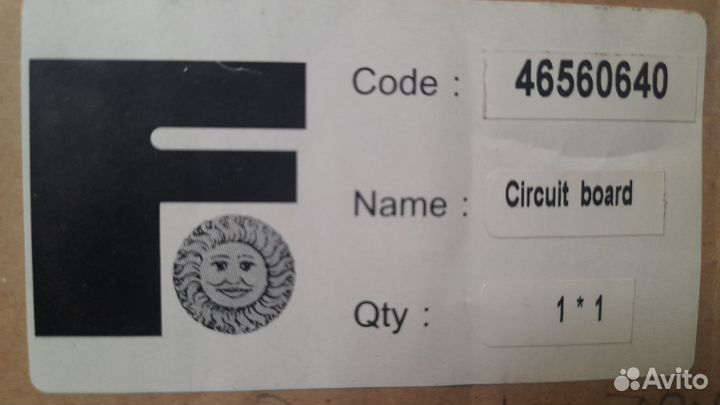 F
Code : 46560640
Name : Circuit board
Qty : 1 * 1
Avito